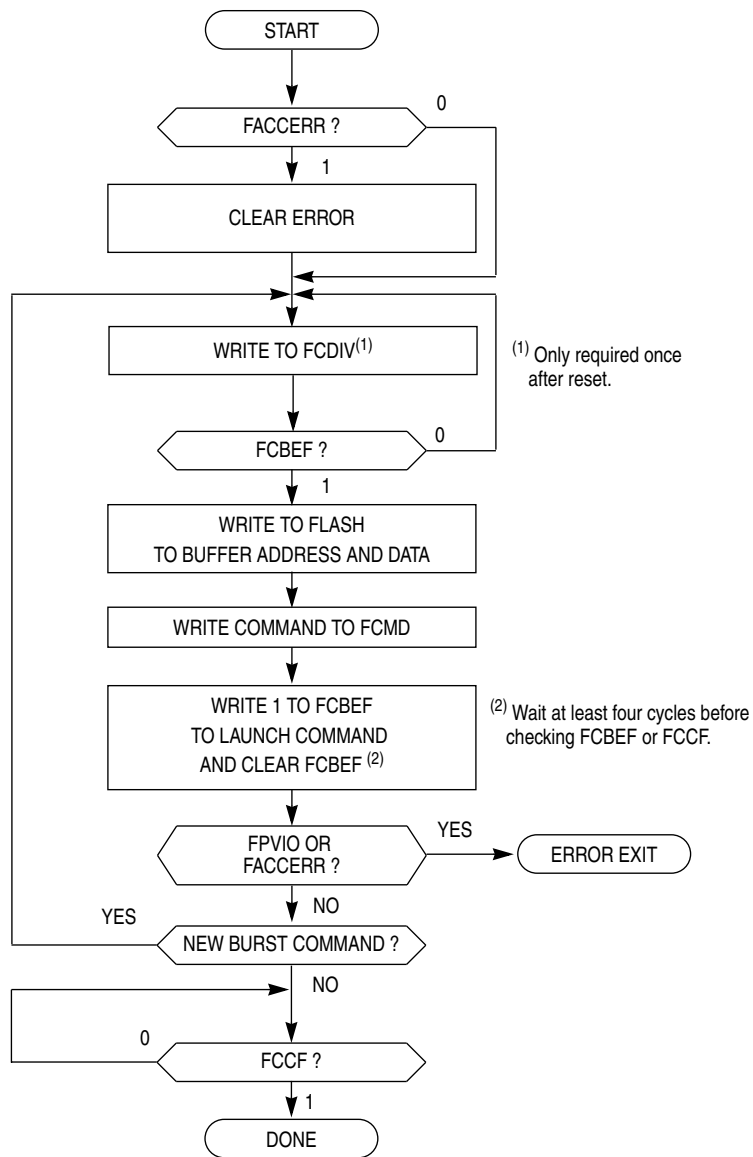 START
FACCERR ?
0
1
CLEAR ERROR
WRITE TO FCDIV(1)
(1) Only required once
after reset.
FCBEF ?
0
1
WRITE TO FLASH
TO BUFFER ADDRESS AND DATA
WRITE COMMAND TO FCMD
WRITE 1 TO FCBEF
TO LAUNCH COMMAND
AND CLEAR FCBEF (2)
(2) Wait at least four cycles before
checking FCBEF or FCCF.
FPVIO OR
FACCERR ?
YES
ERROR EXIT
NO
YES
NEW BURST COMMAND ?
NO
0
FCCF ?
1
DONE